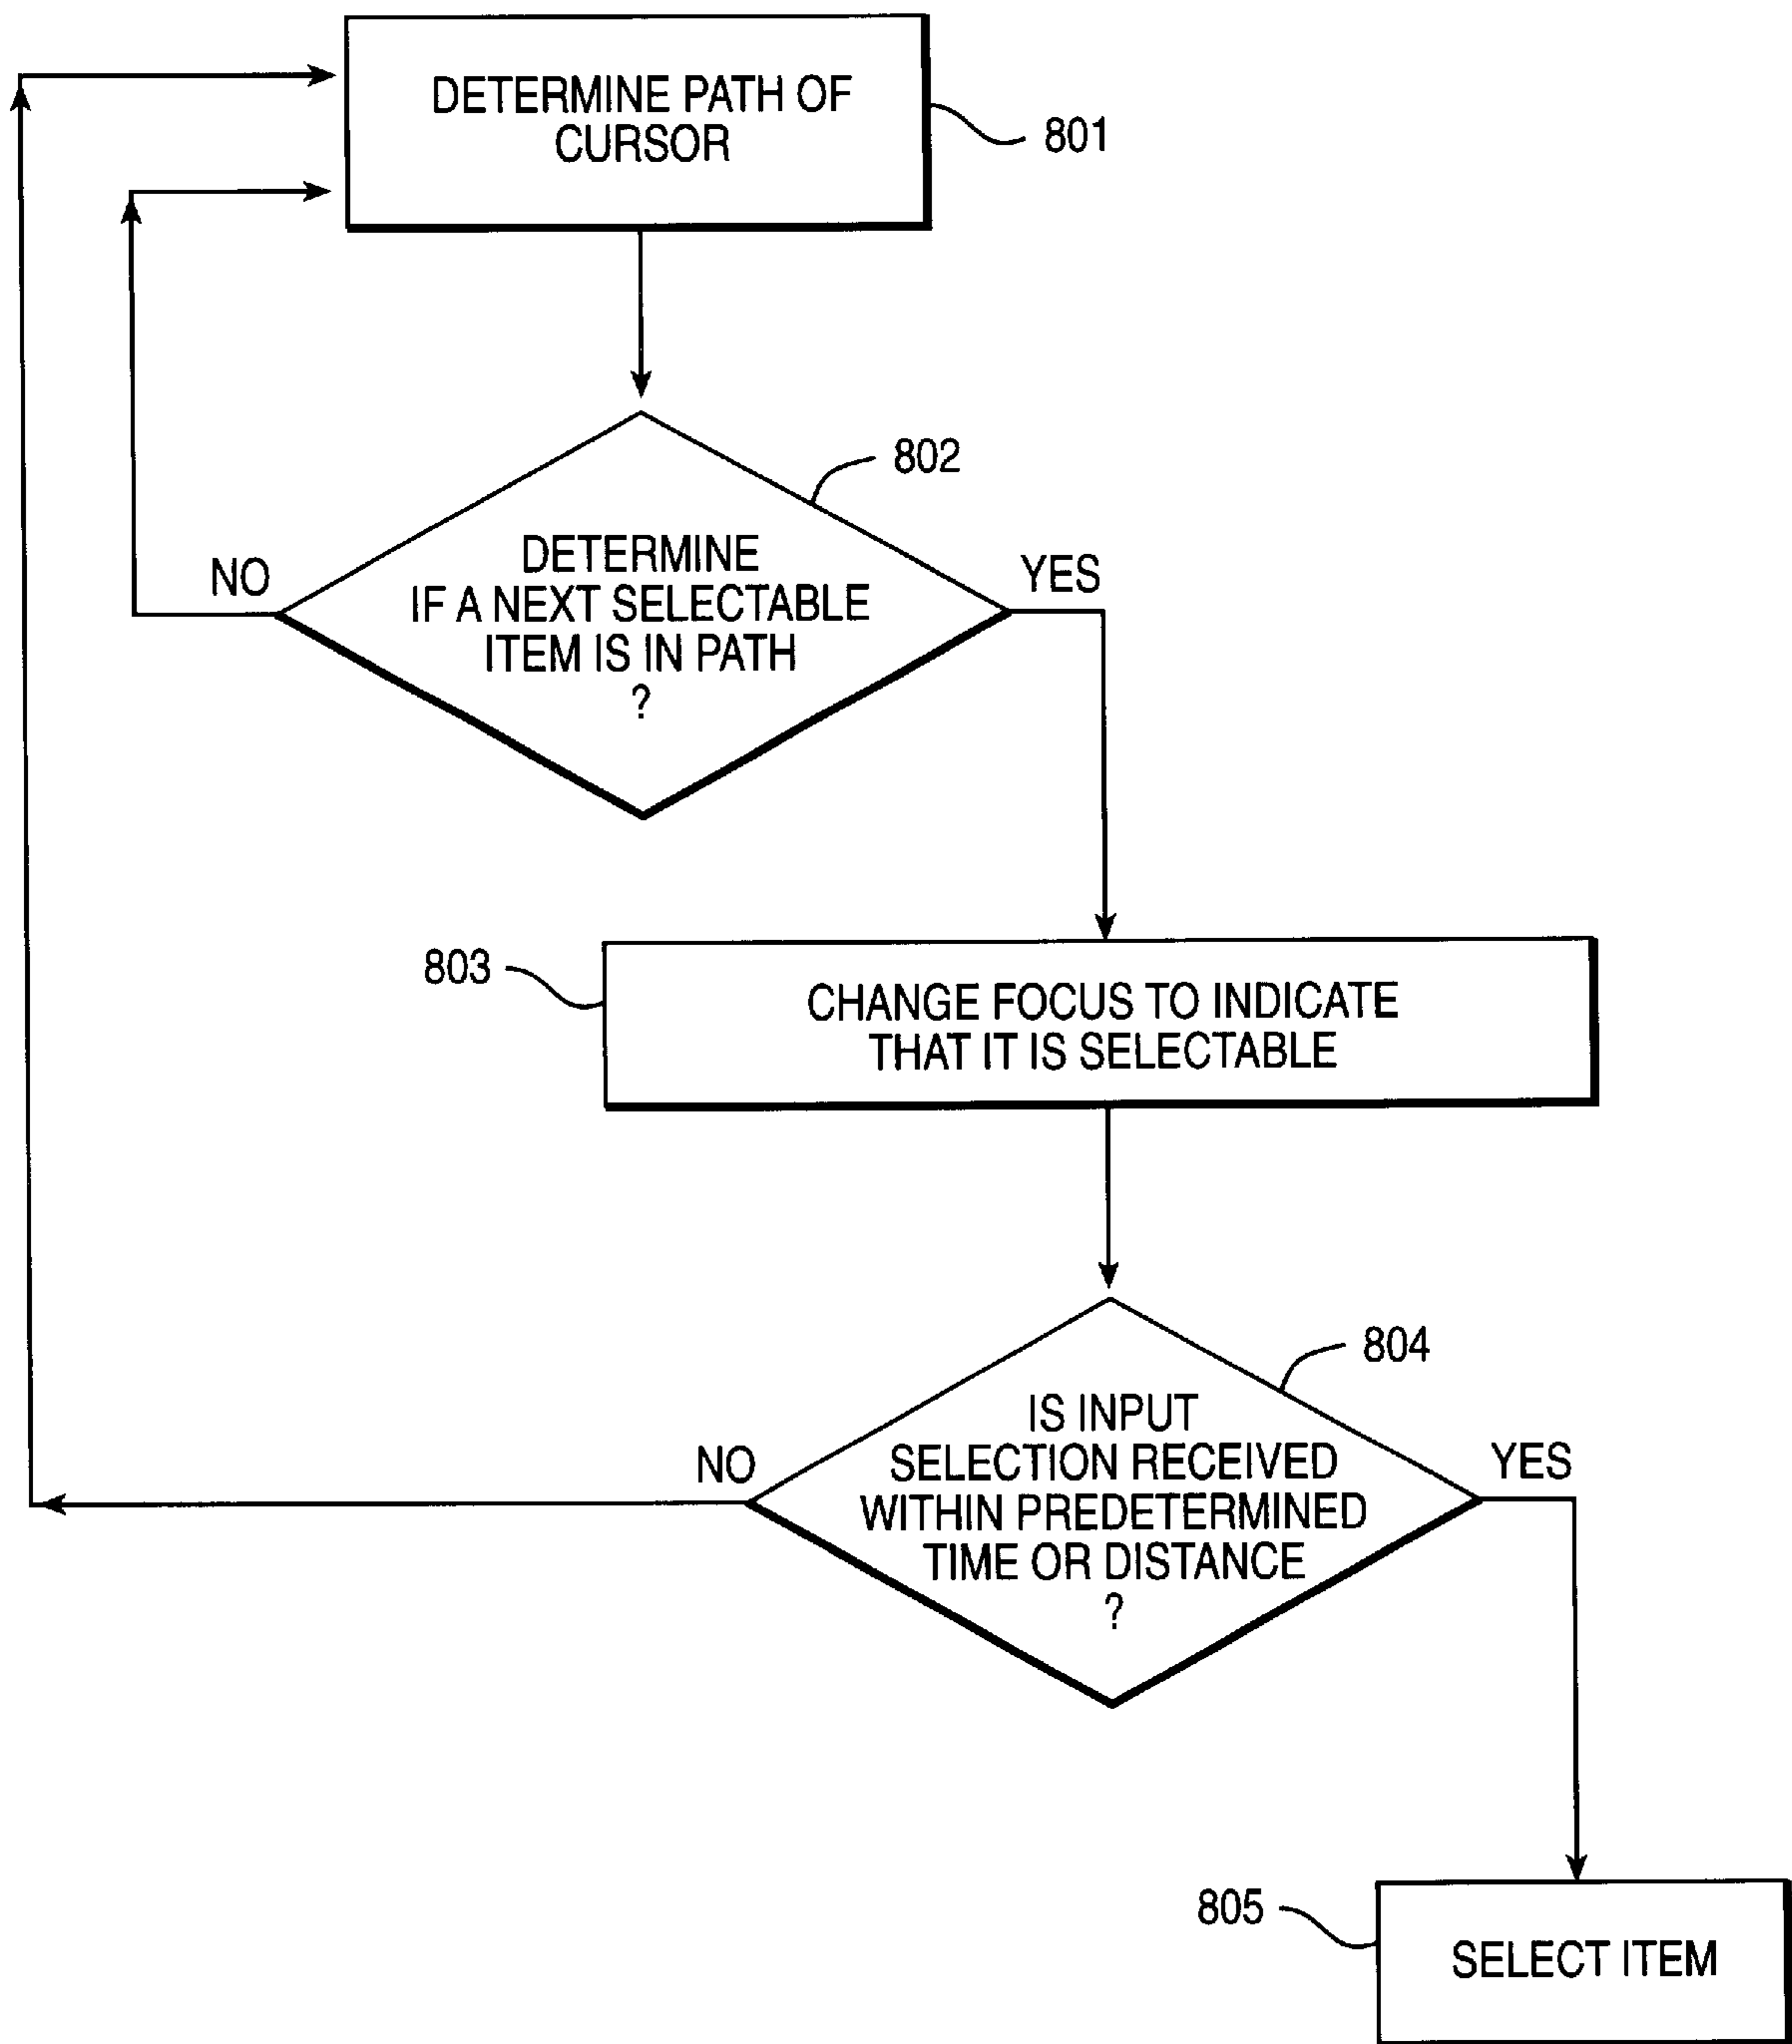 DETERMINE PATH OF
CURSOR
801
802
DETERMINE
IF A NEXT SELECTABLE
ITEM IS IN PATH
?
NO
YES
803
CHANGE FOCUS TO INDICATE
THAT IT IS SELECTABLE
804
IS INPUT
SELECTION RECEIVED
WITHIN PREDETERMINED
TIME OR DISTANCE
?
NO
YES
805
SELECT ITEM